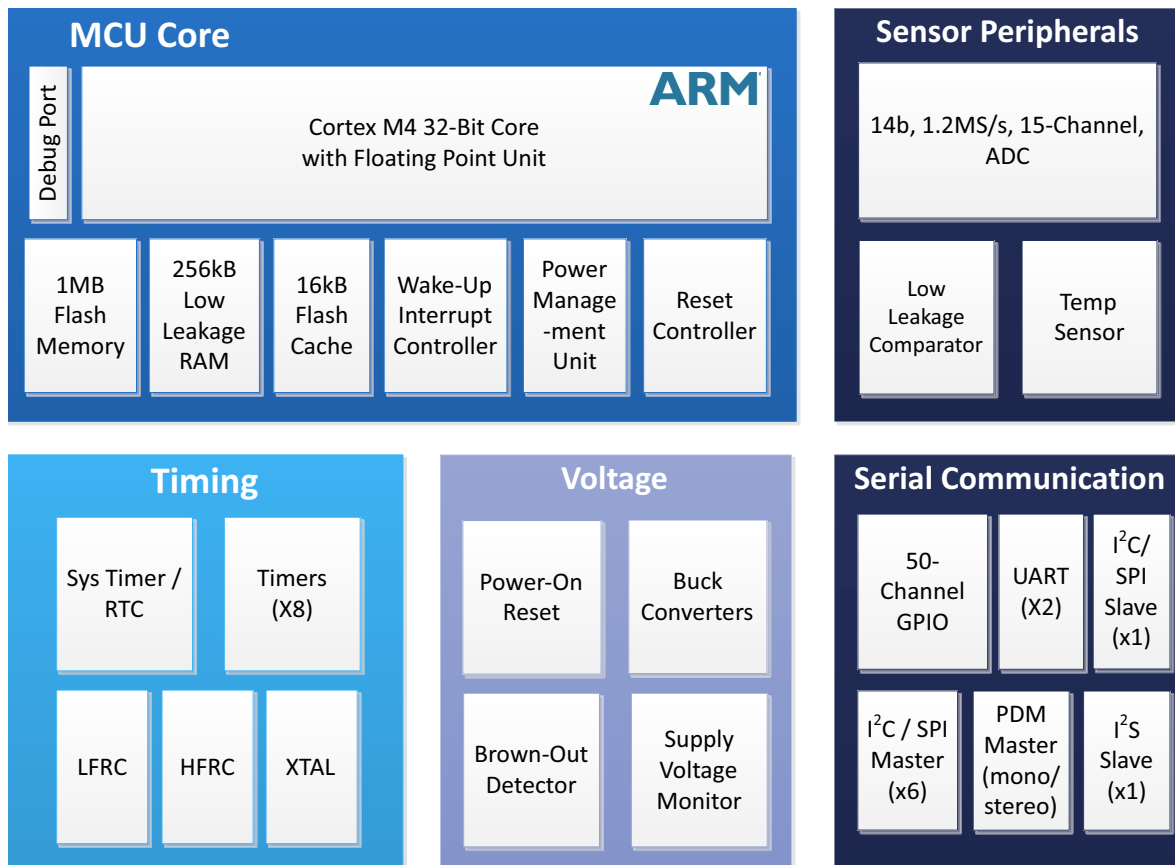 MCU Core
Debug Port
ARM
Cortex M4 32-Bit Core
with Floating Point Unit
1MB
Flash
Memory
256kB
Low
Leakage
RAM
16kB
Flash
Cache
Wake-Up
Interrupt
Controller
Power
Manage
-ment
Unit
Reset
Controller
Sensor Peripherals
14b, 1.2MS/s, 15-Channel,
ADC
Low
Leakage
Comparator
Temp
Sensor
Timing
Sys Timer /
RTC
Timers
(X8)
LFRC
HFRC
XTAL
Voltage
Power-On
Reset
Buck
Converters
Brown-Out
Detector
Supply
Voltage
Monitor
Serial Communication
50-
Channel
GPIO
UART
(X2)
I²C/
SPI
Slave
(x1)
I²C / SPI
Master
(x6)
PDM
Master
(mono/
stereo)
I²S
Slave
(x1)